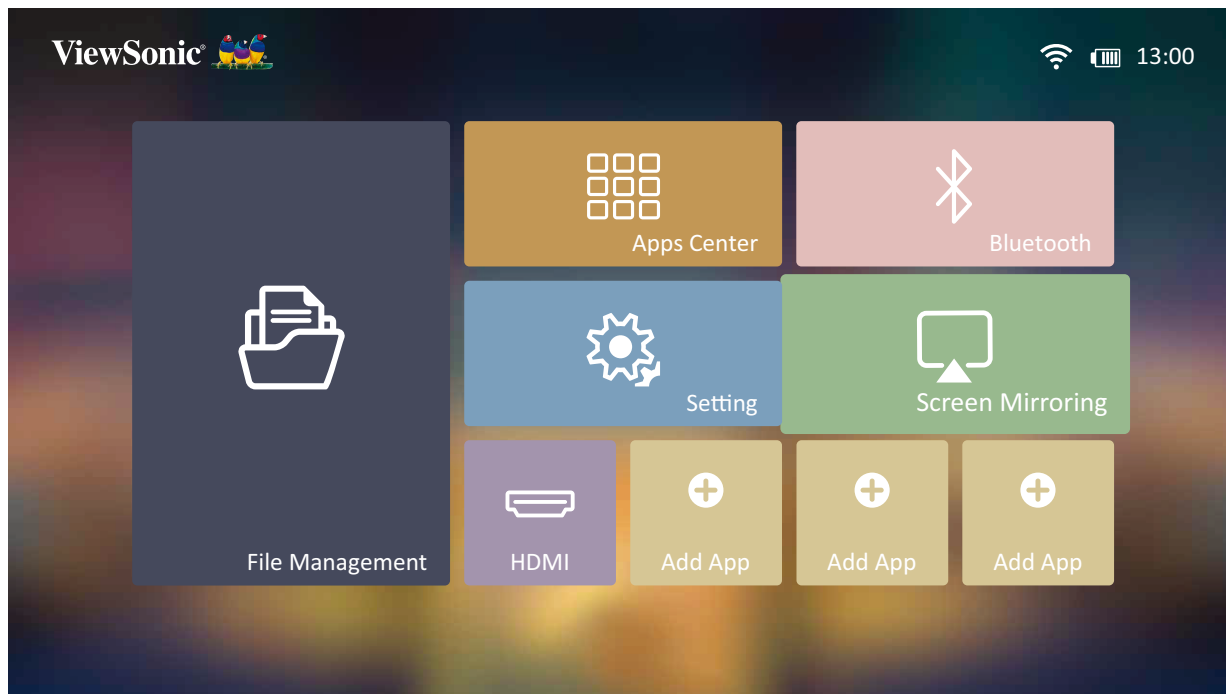 ViewSonic®
13:00
Apps Center
Bluetooth
Setting
Screen Mirroring
File Management
HDMI
Add App
Add App
Add App